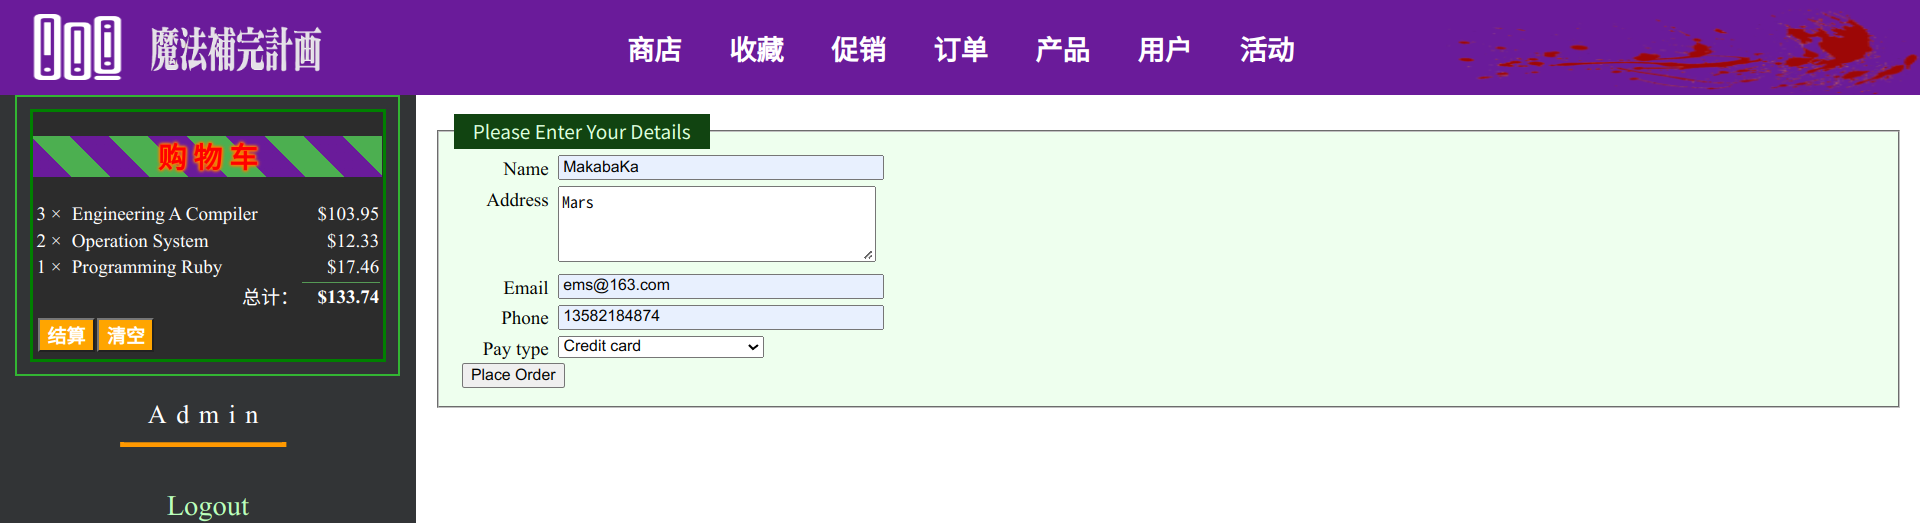 魔法補完計画
商店 收藏 促销 订单 产品 用户 活动
购物车
3 × Engineering A Compiler $103.95
2 × Operation System $12.33
1 × Programming Ruby $17.46
总计： $133.74
结算 清空
Admin
Logout
Please Enter Your Details
Name MakabaKa
Address Mars
Email ems@163.com
Phone 13582184874
Pay type Credit card
Place Order